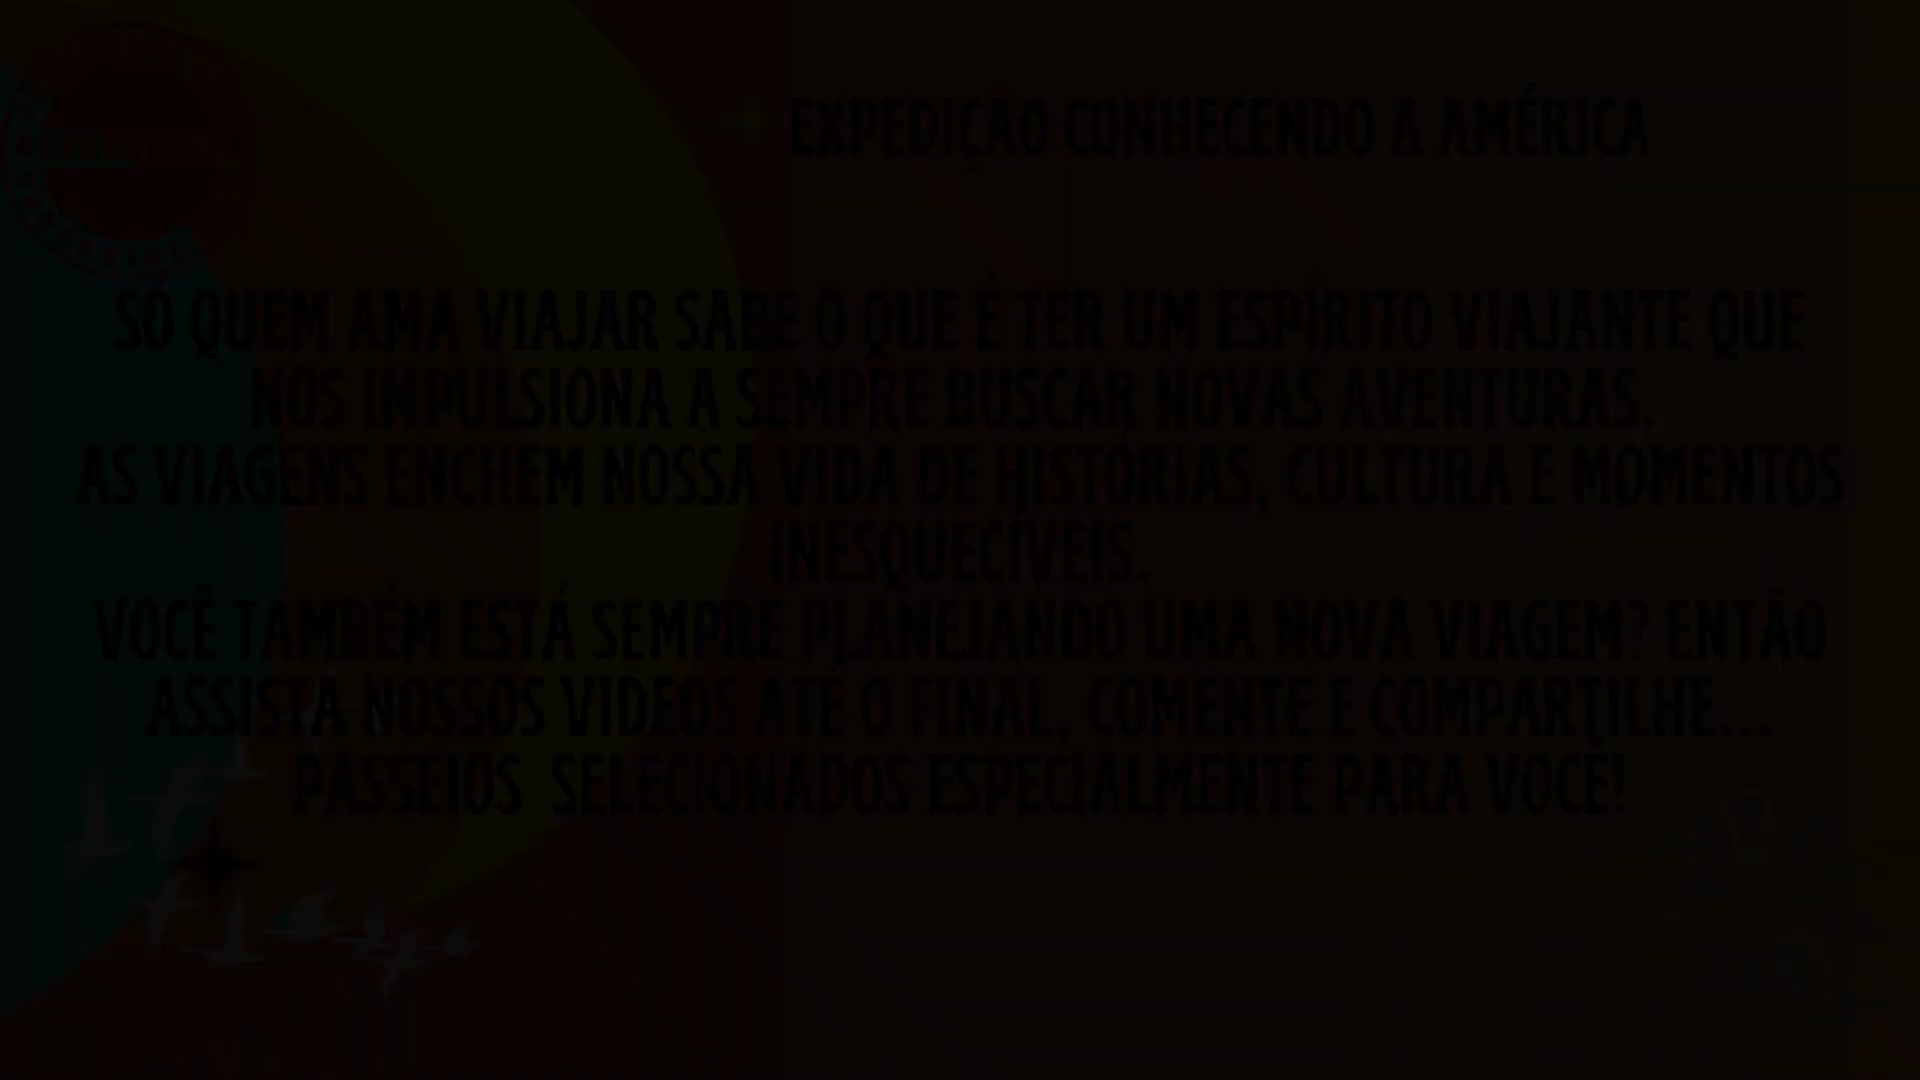 EXPEDIÇÃO CONHECENDO A AMÉRICA
SÓ QUEM AMA VIAJAR SABE O QUE É TER UM ESPÍRITO VIAJANTE QUE
NOS IMPULSIONA A SEMPRE BUSCAR NOVAS AVENTURAS.
AS VIAGENS ENCHEM NOSSA VIDA DE HISTÓRIAS, CULTURA E MOMENTOS
INESQUECÍVEIS.
VOCÊ TAMBÉM ESTÁ SEMPRE PLANEJANDO UMA NOVA VIAGEM? ENTÃO
ASSISTA NOSSOS VIDEOS ATÉ O FINAL, COMENTE E COMPARTILHE...
PASSEIOS SELECIONADOS ESPECIALMENTE PARA VOCÊ!